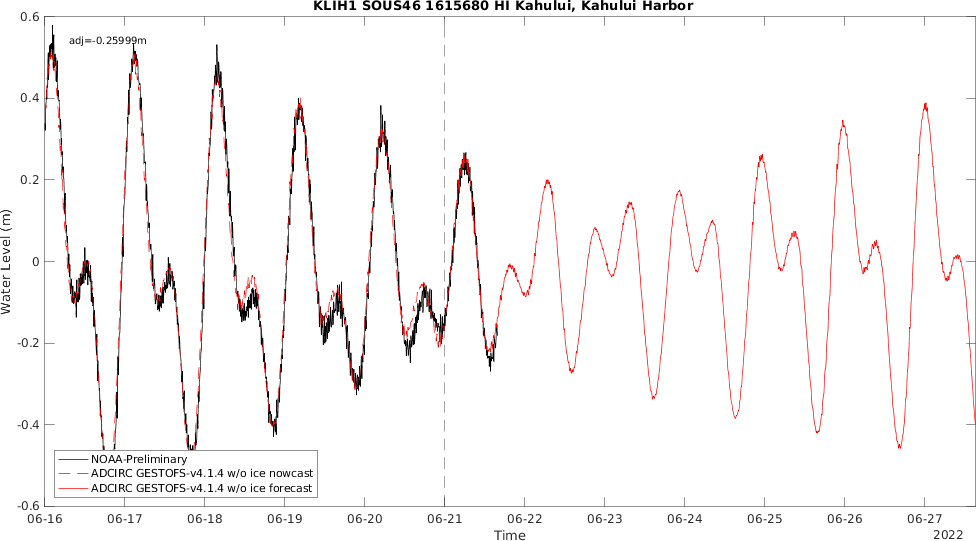 KLIH1 SOUS46 1615680 HI Kahului, Kahului Harbor
0.6
adj=-0.25999m
0.4
0.2
0
-0.2
-0.4
-0.6
Water Level (m)
NOAA-Preliminary
ADCIRC GESTOFS-v4.1.4 w/o ice nowcast
ADCIRC GESTOFS-v4.1.4 w/o ice forecast
06-16 06-17 06-18 06-19 06-20 06-21 06-22 06-23 06-24 06-25 06-26 06-27
Time
2022